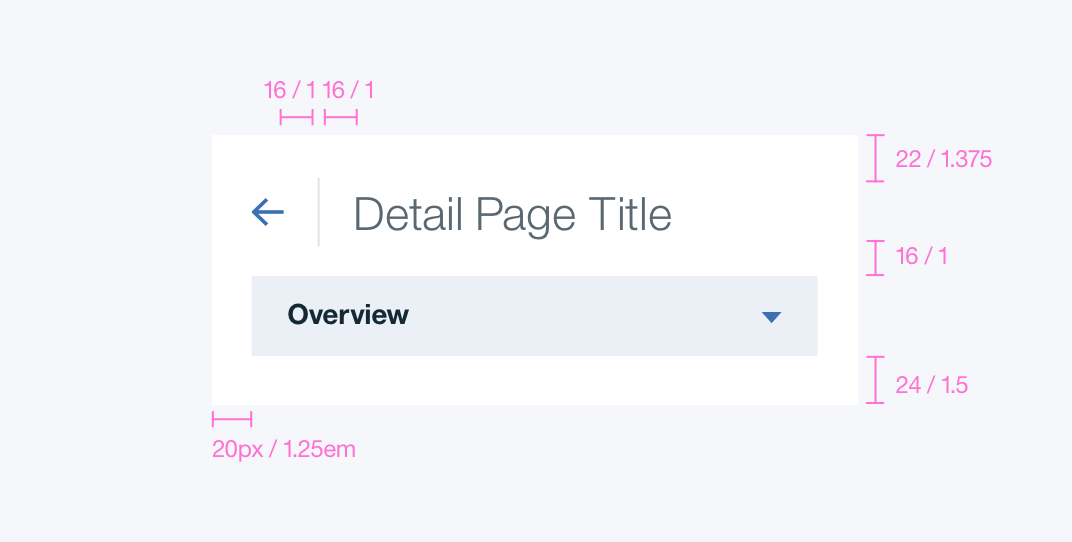 16 / 1 16 / 1
22 / 1.375
Detail Page Title
16 / 1
Overview
24 / 1.5
20px / 1.25em